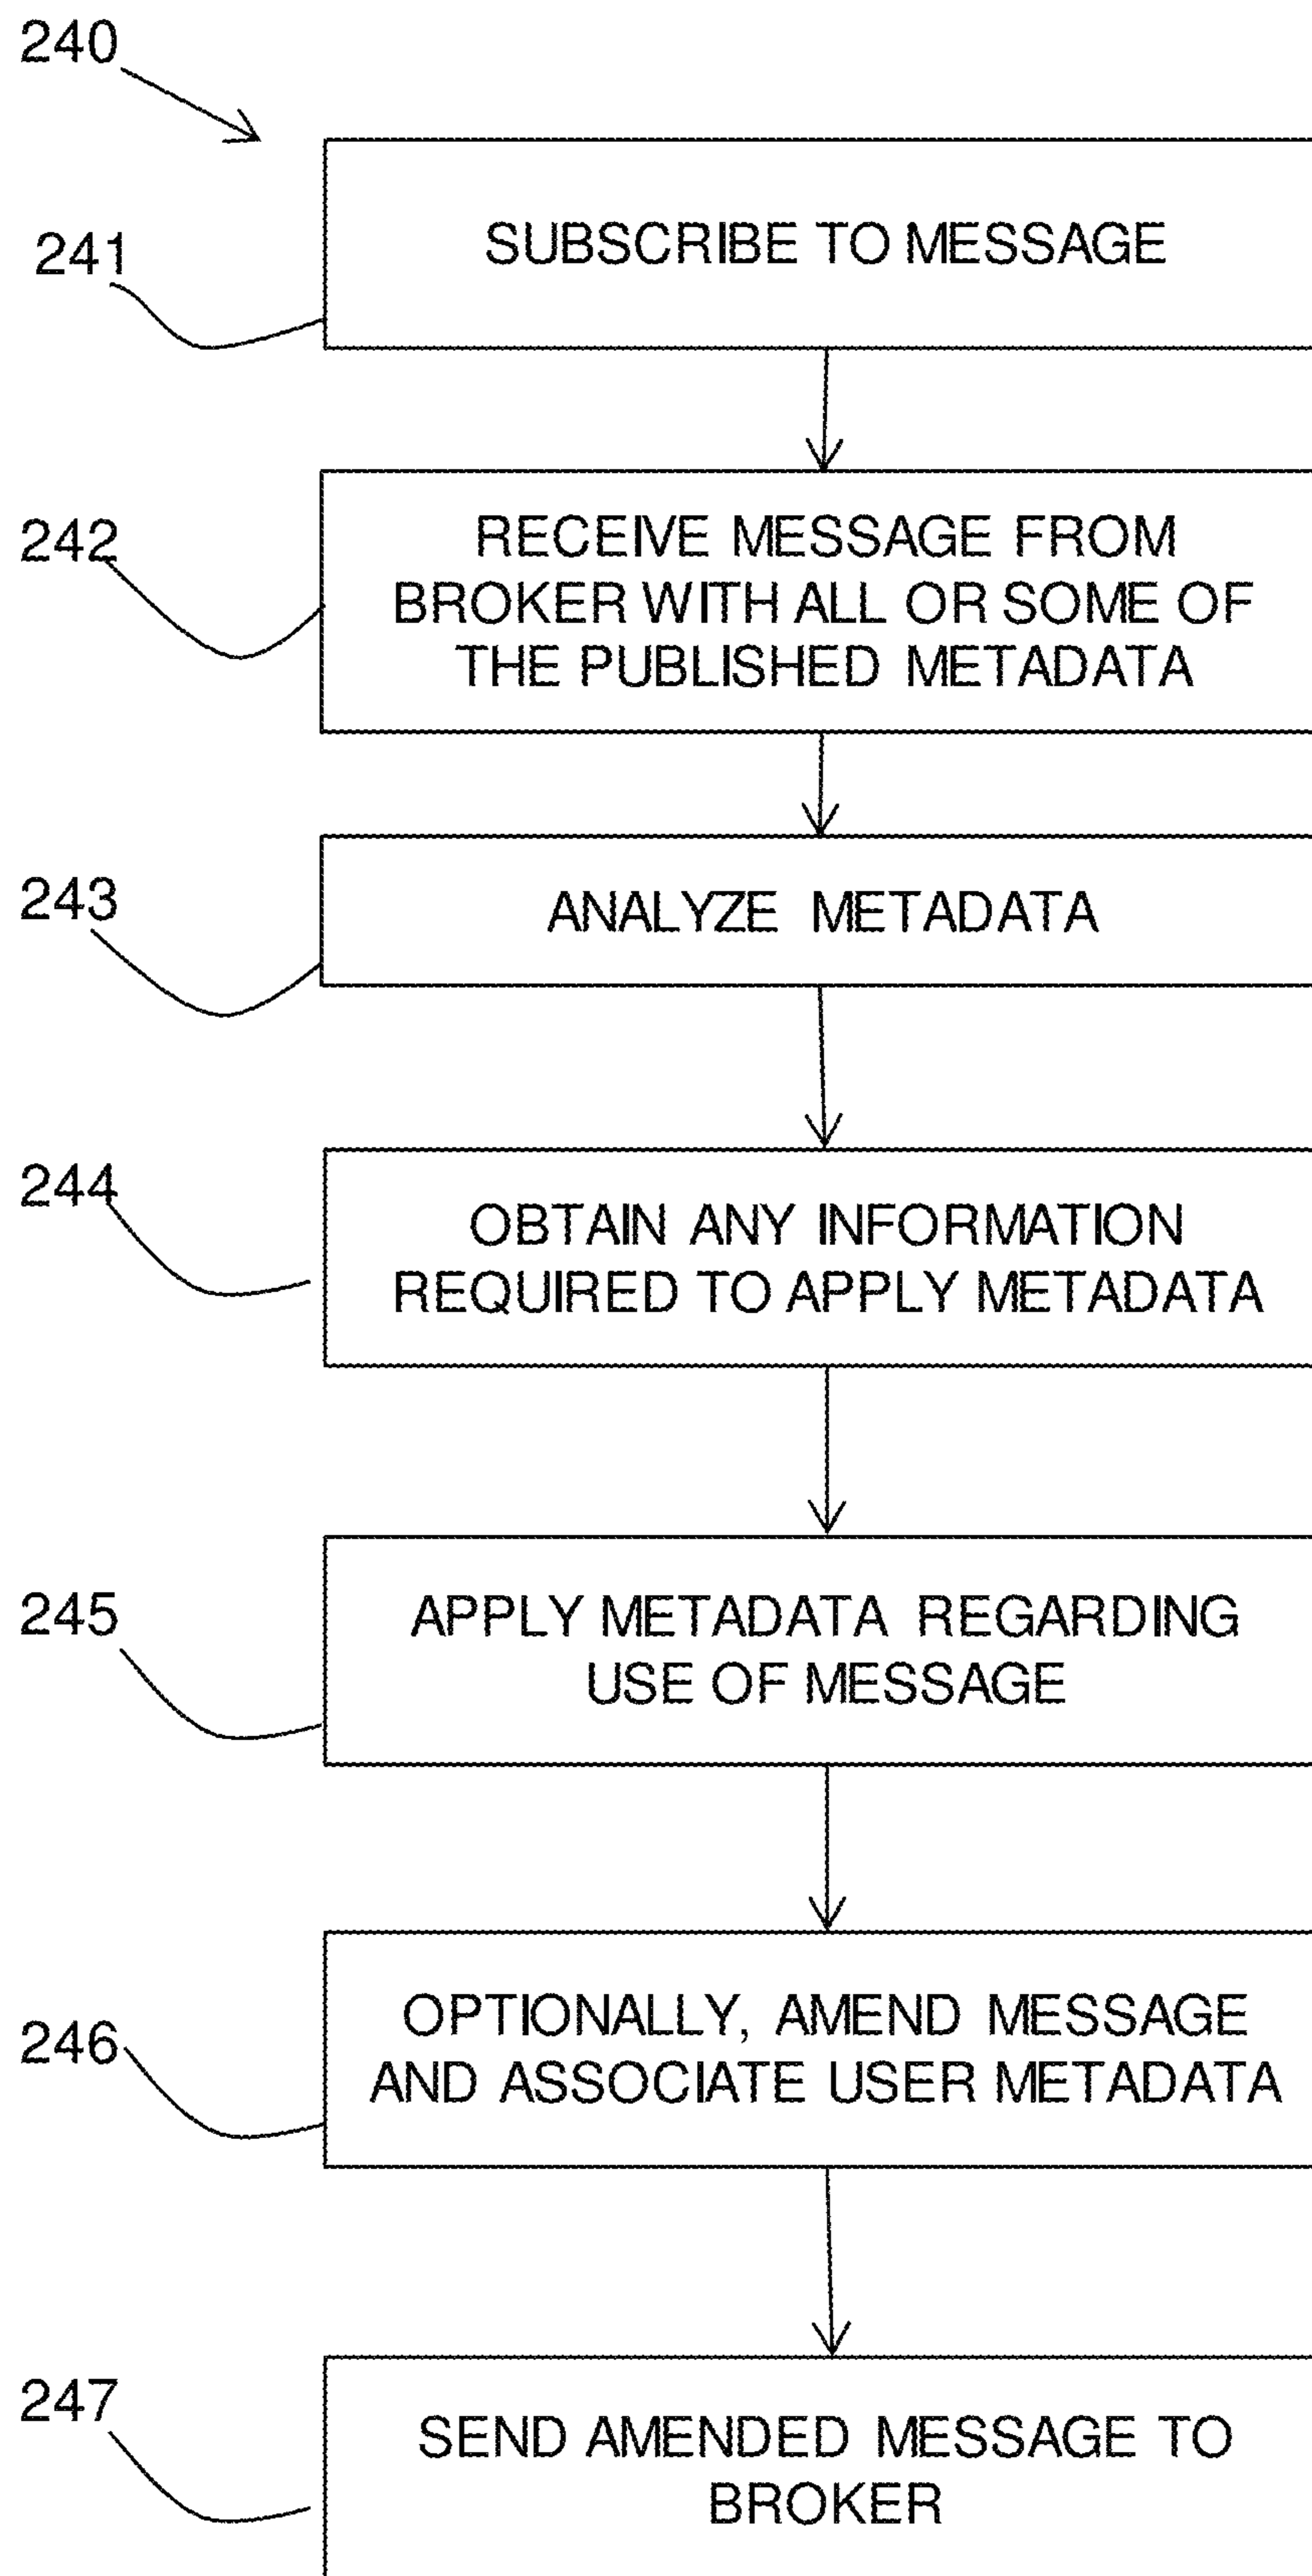 240
241
SUBSCRIBE TO MESSAGE
242
RECEIVE MESSAGE FROM
BROKER WITH ALL OR SOME OF
THE PUBLISHED METADATA
243
ANALYZE METADATA
244
OBTAIN ANY INFORMATION
REQUIRED TO APPLY METADATA
245
APPLY METADATA REGARDING
USE OF MESSAGE
246
OPTIONALLY, AMEND MESSAGE
AND ASSOCIATE USER METADATA
247
SEND AMENDED MESSAGE TO
BROKER